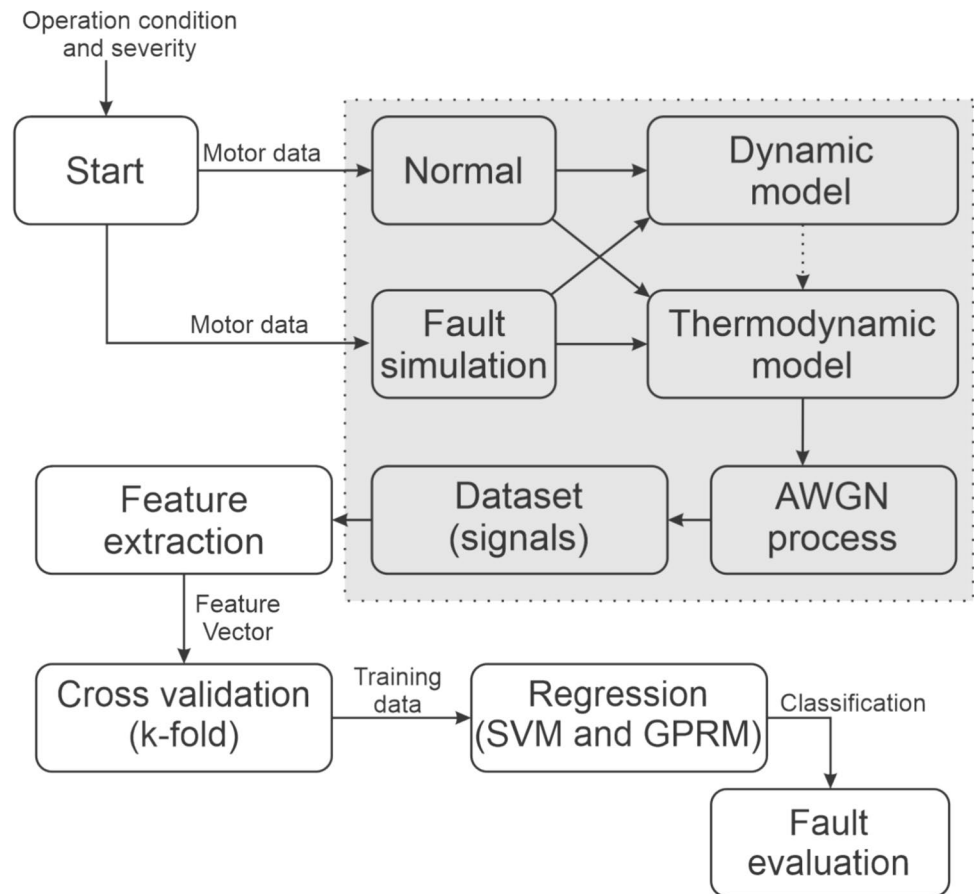 Operation condition
and severity
Start
Motor data
Normal
Dynamic
model
Motor data
Fault
simulation
Thermodynamic
model
Feature
extraction
Dataset
(signals)
AWGN
process
Feature
Vector
Cross validation
(k-fold)
Training
data
Regression
(SVM and GPRM)
Classification
Fault
evaluation